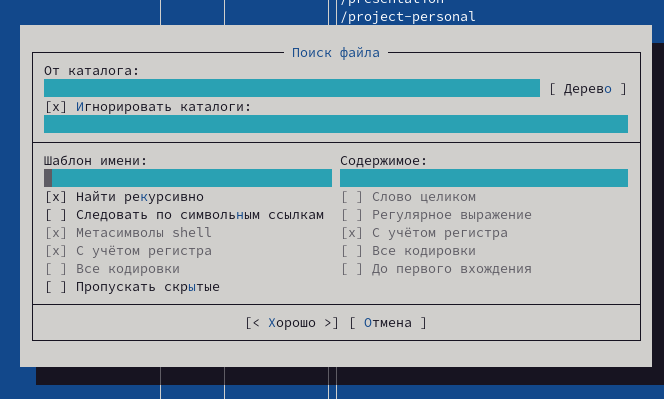 /presentation
/project-personal
Поиск файла
От каталога:
[ Дерево ]
[x] Игнорировать каталоги:
Шаблон имени: Содержимое:
[x] Найти рекурсивно [ ] Слово целиком
[ ] Следовать по символьным ссылкам [ ] Регулярное выражение
[x] Метасимволы shell [x] С учётом регистра
[x] С учётом регистра [ ] Все кодировки
[ ] Все кодировки [ ] До первого вхождения
[ ] Пропускать скрытые
[< Хорошо >] [ Отмена ]